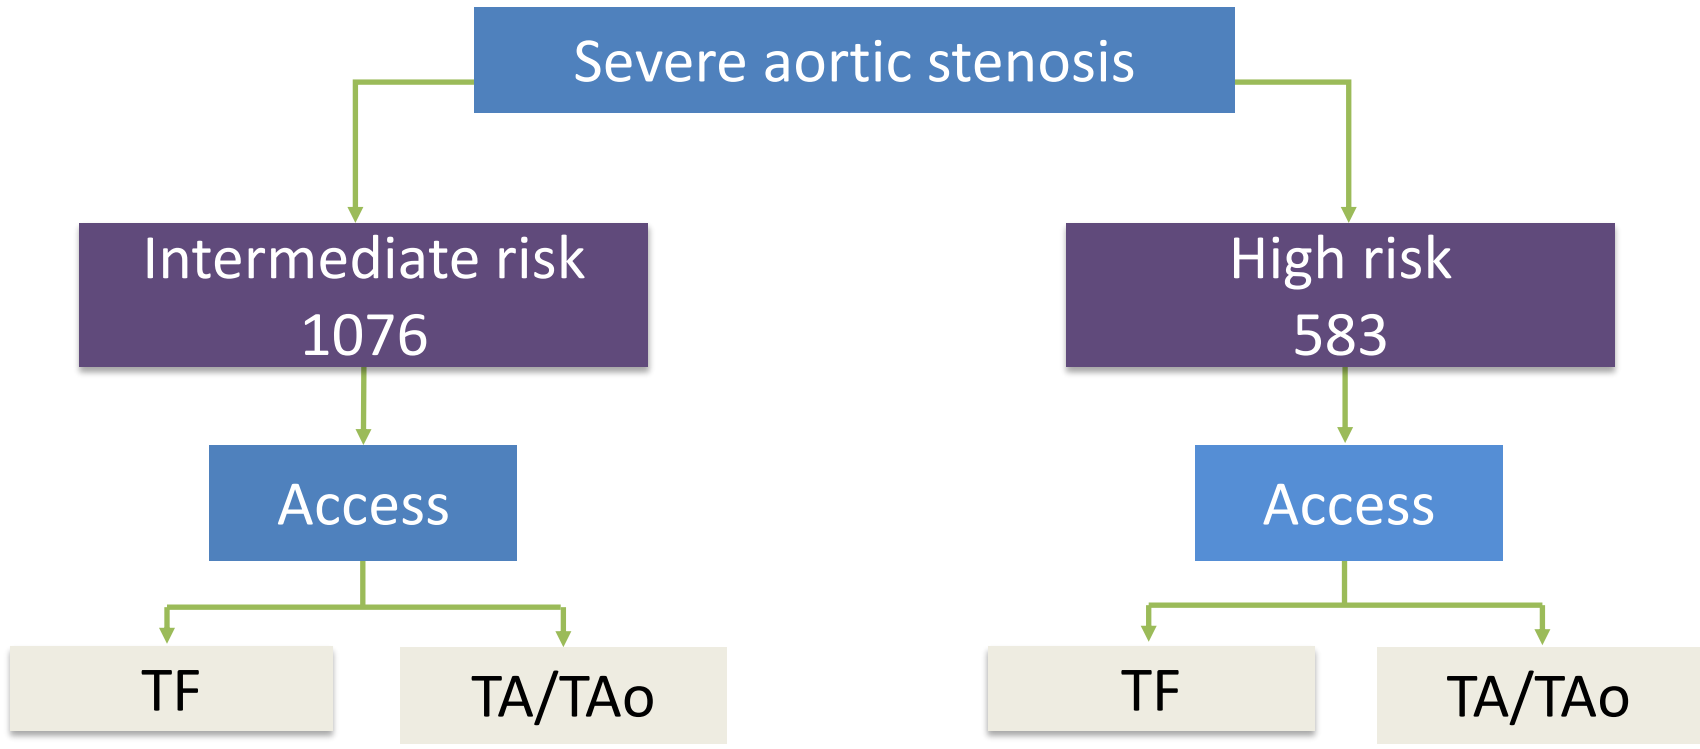 Severe aortic stenosis
Intermediate risk
1076
High risk
583
Access
Access
TF
TA/TAo
TF
TA/TAo